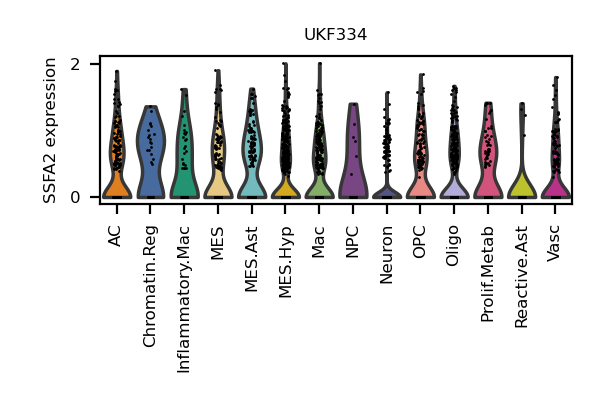 UKF334
SSFA2 expression
2
0
AC
Chromatin.Reg
Inflammatory.Mac
MES
MES.Ast
MES.Hyp
Mac
NPC
Neuron
OPC
Oligo
Prolif.Metab
Reactive.Ast
Vasc